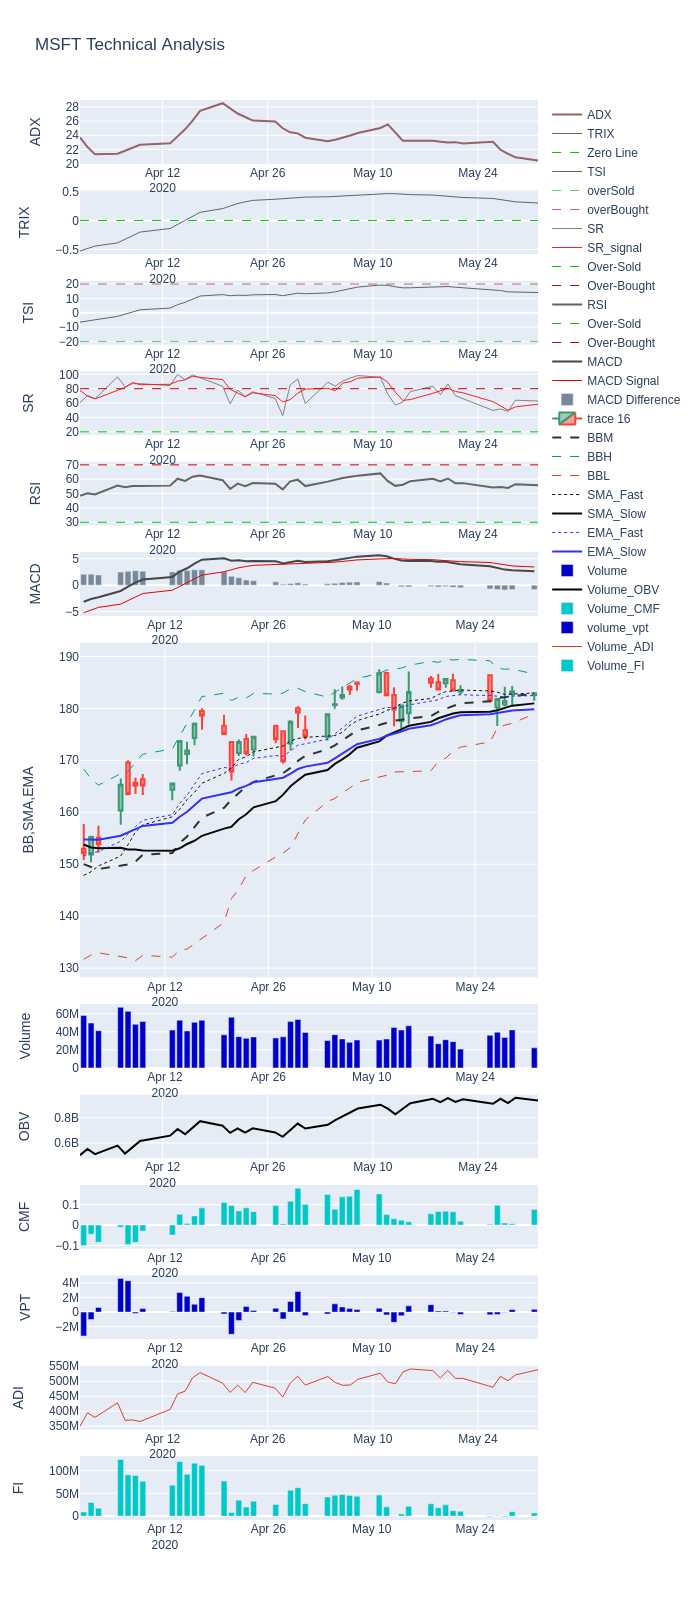 MSFT Technical Analysis
28
26
24
22
20
ADX
Apr 12
2020
Apr 26
May 10
May 24
0.5
0
−0.5
TRIX
Apr 12
2020
Apr 26
May 10
May 24
20
10
0
−10
−20
TSI
Apr 12
2020
Apr 26
May 10
May 24
100
80
60
40
20
SR
Apr 12
2020
Apr 26
May 10
May 24
70
60
50
40
30
RSI
Apr 12
2020
Apr 26
May 10
May 24
5
0
−5
MACD
Apr 12
2020
Apr 26
May 10
May 24
190
180
170
160
150
140
130
BB,SMA,EMA
Apr 12
2020
Apr 26
May 10
May 24
60M
40M
20M
0
Volume
Apr 12
2020
Apr 26
May 10
May 24
0.8B
0.6B
OBV
Apr 12
2020
Apr 26
May 10
May 24
0.1
0
−0.1
CMF
Apr 12
2020
Apr 26
May 10
May 24
4M
2M
0
−2M
VPT
Apr 12
2020
Apr 26
May 10
May 24
550M
500M
450M
350M
ADI
Apr 12
2020
Apr 26
May 10
May 24
100M
50M
0
FI
Apr 12
2020
Apr 26
May 10
May 24
ADX
TRIX
Zero Line
TSI
overSold
overBought
SR
SR_signal
Over-Sold
Over-Bought
RSI
Over-Sold
Over-Bought
MACD
MACD Signal
MACD Difference
trace 16
BBM
BBH
BBL
SMA_Fast
SMA_Slow
EMA_Fast
EMA_Slow
Volume
Volume_OBV
Volume_CMF
volume_vpt
Volume_ADI
Volume_FI